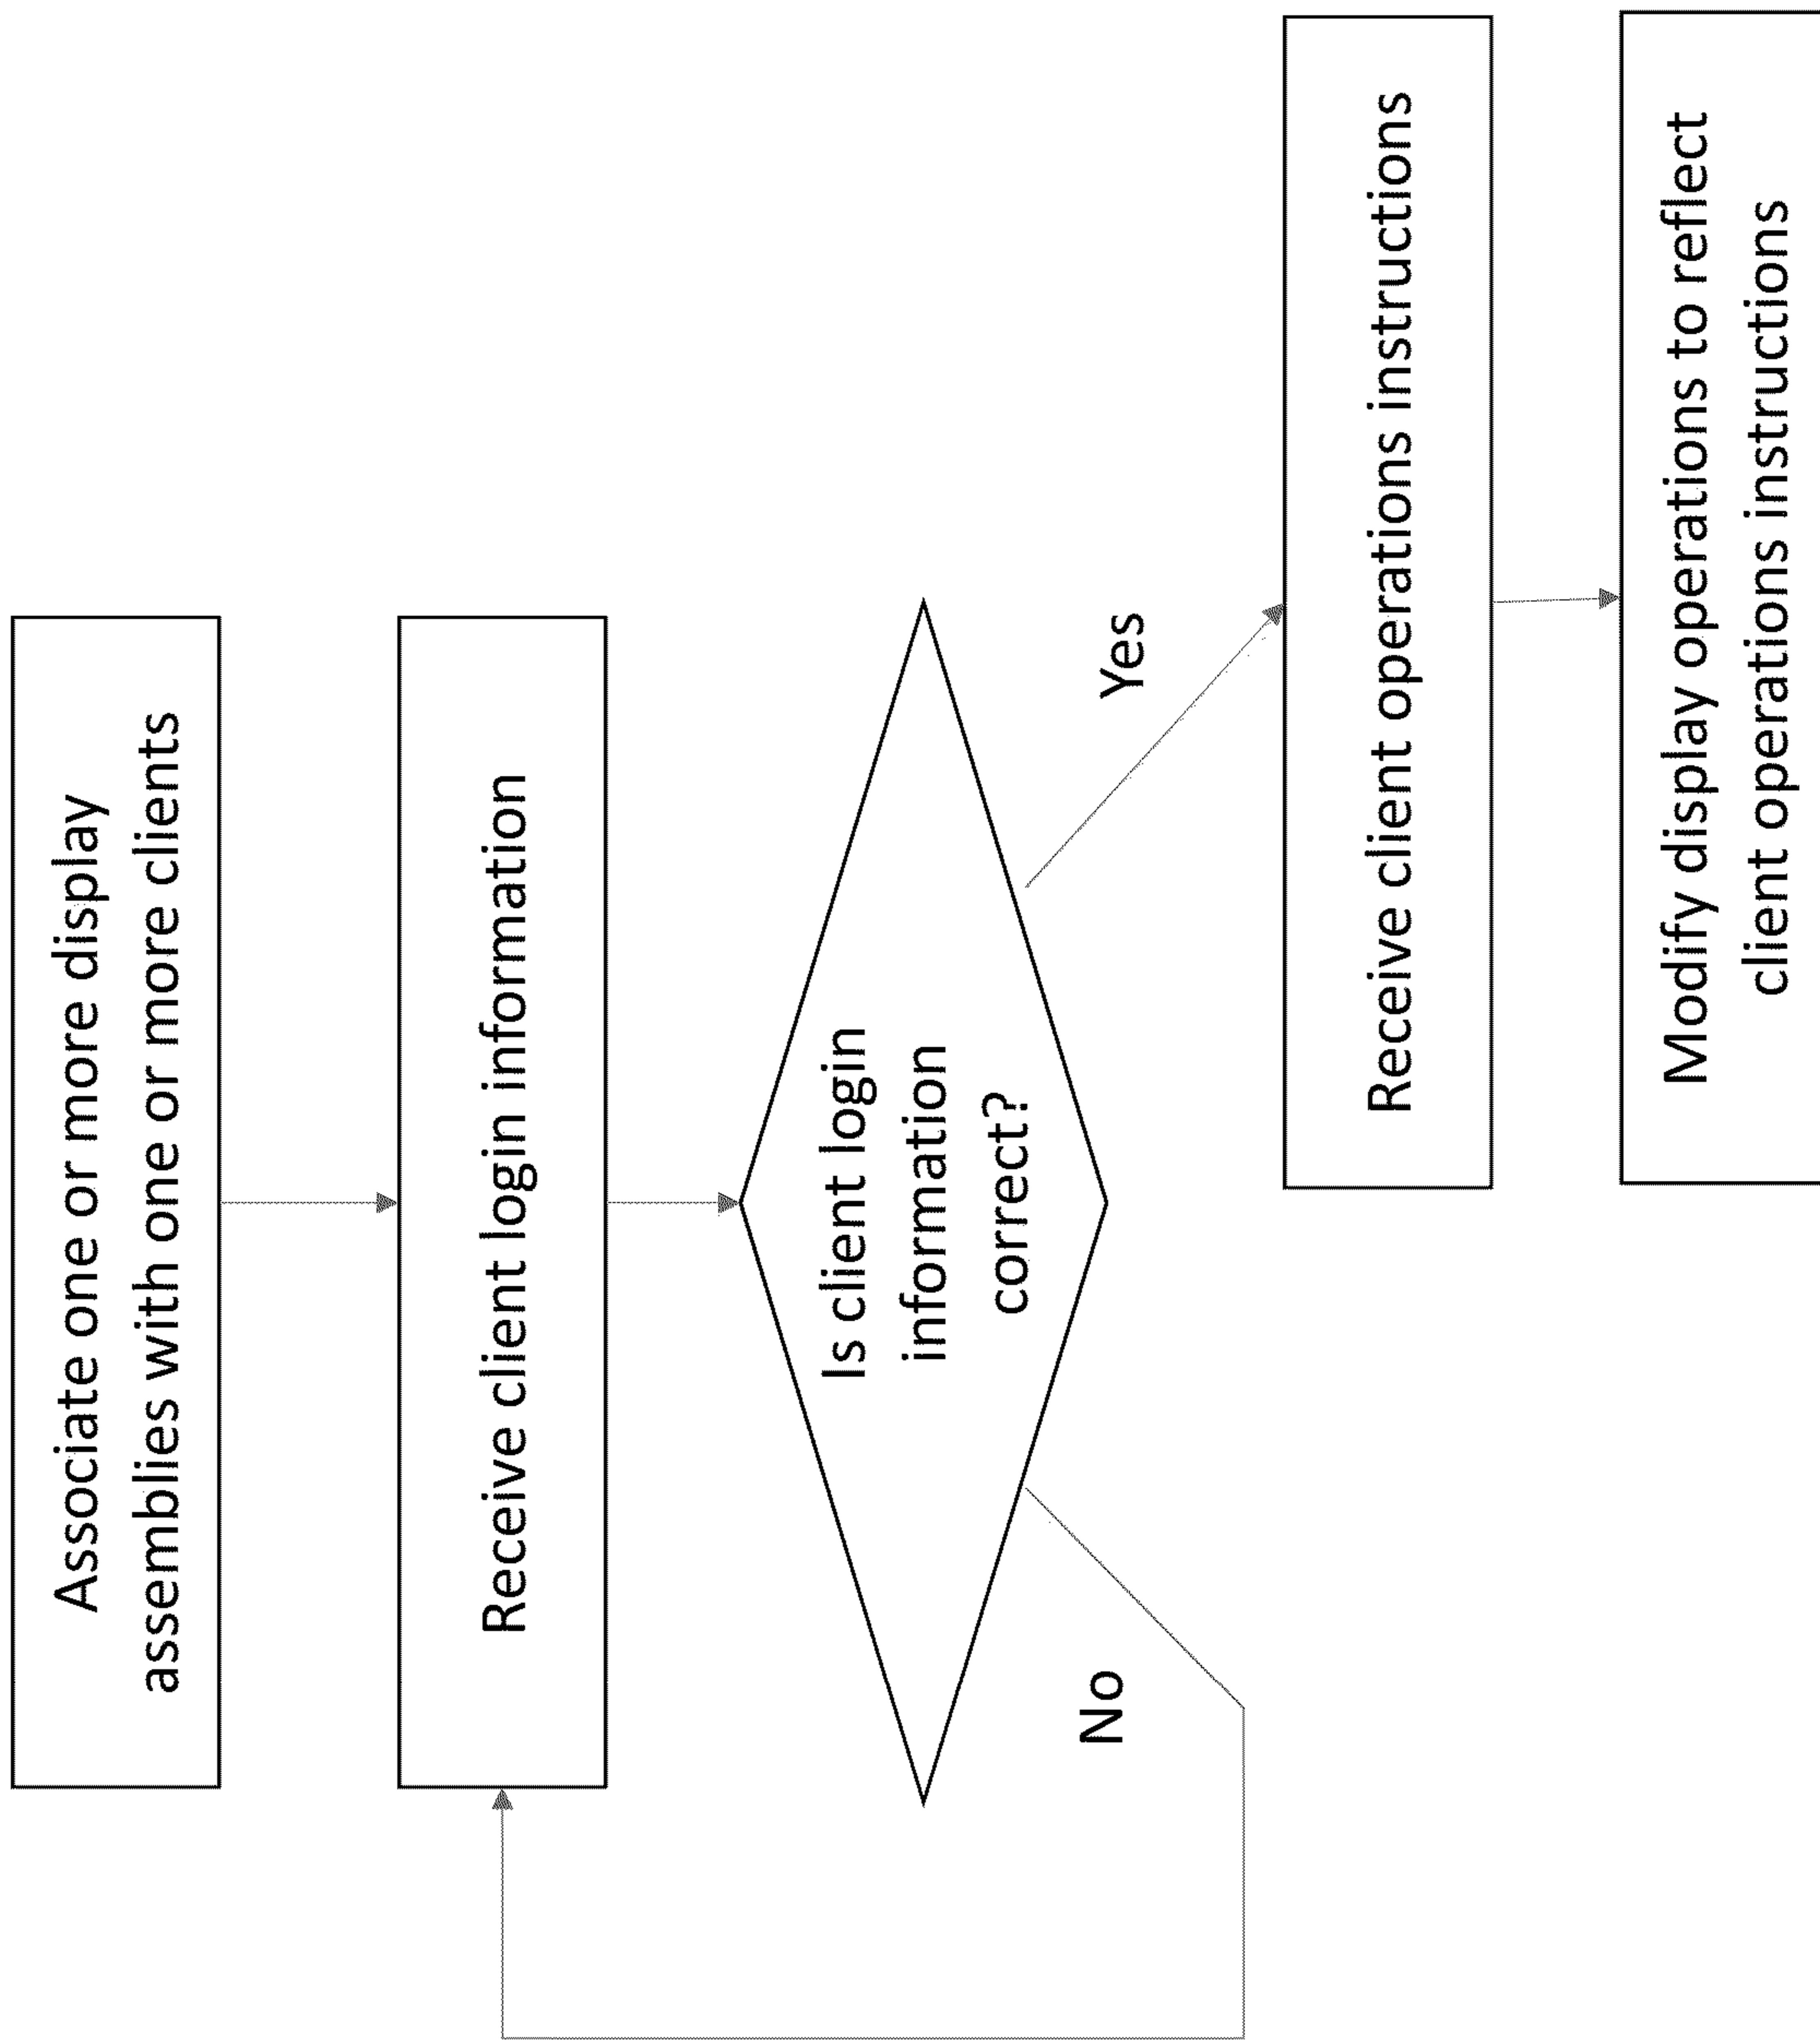 Associate one or more display
assemblies with one or more clients
Receive client login information
Is client login
information
correct?
No
Yes
Receive client operations instructions
Modify display operations to reflect
client operations instructions